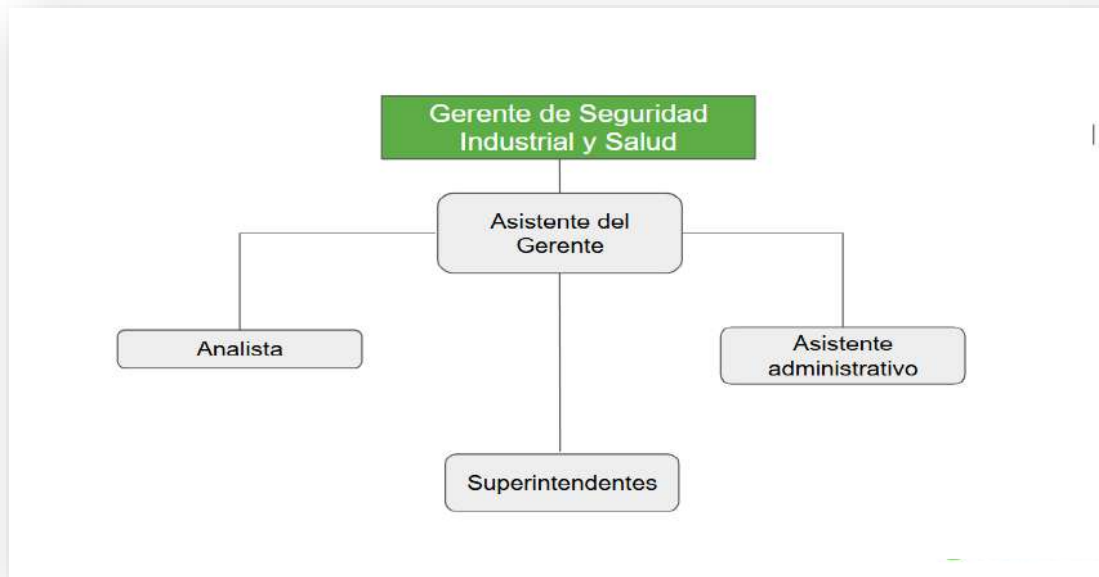 Gerente de Seguridad
Industrial y Salud
Asistente del
Gerente
Analista
Asistente
administrativo
Superintendentes